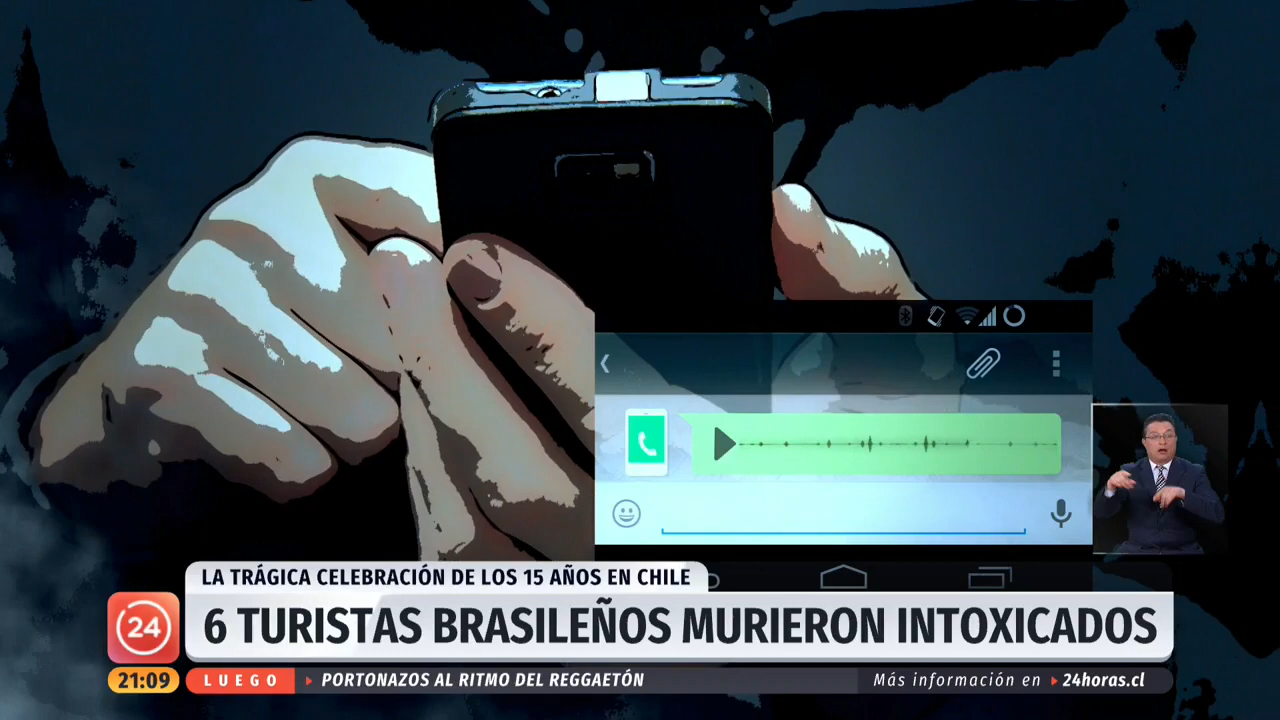 LA TRÁGICA CELEBRACIÓN DE LOS 15 AÑOS EN CHILE
24
6 TURISTAS BRASILEÑOS MURIERON INTOXICADOS
21:09
LUEGO
PORTONAZOS AL RITMO DEL REGGAETÓN
Más información en
24horas.cl